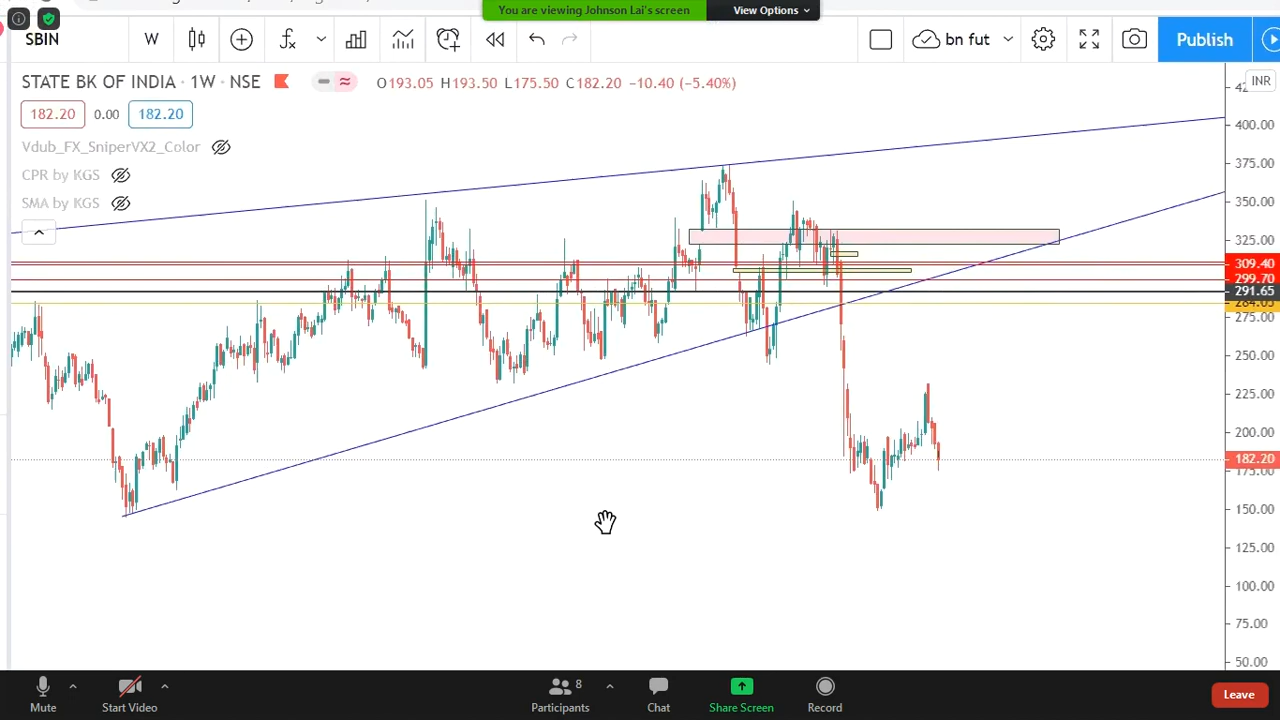 You are viewing Johnson Lai's screen View Options
SBIN W bn fut Publish
STATE BK OF INDIA · 1W · NSE O193.05 H193.50 L175.50 C182.20 −10.40 (−5.40%)
INR
182.20 0.00 182.20
Vdub_FX_SniperVX2_Color
CPR by KGS
SMA by KGS
400.00
375.00
350.00
325.00
309.40
299.70
291.65
284.05
275.00
250.00
225.00
200.00
182.20
175.00
150.00
125.00
100.00
75.00
50.00
8
Mute Start Video Participants Chat Share Screen Record Leave